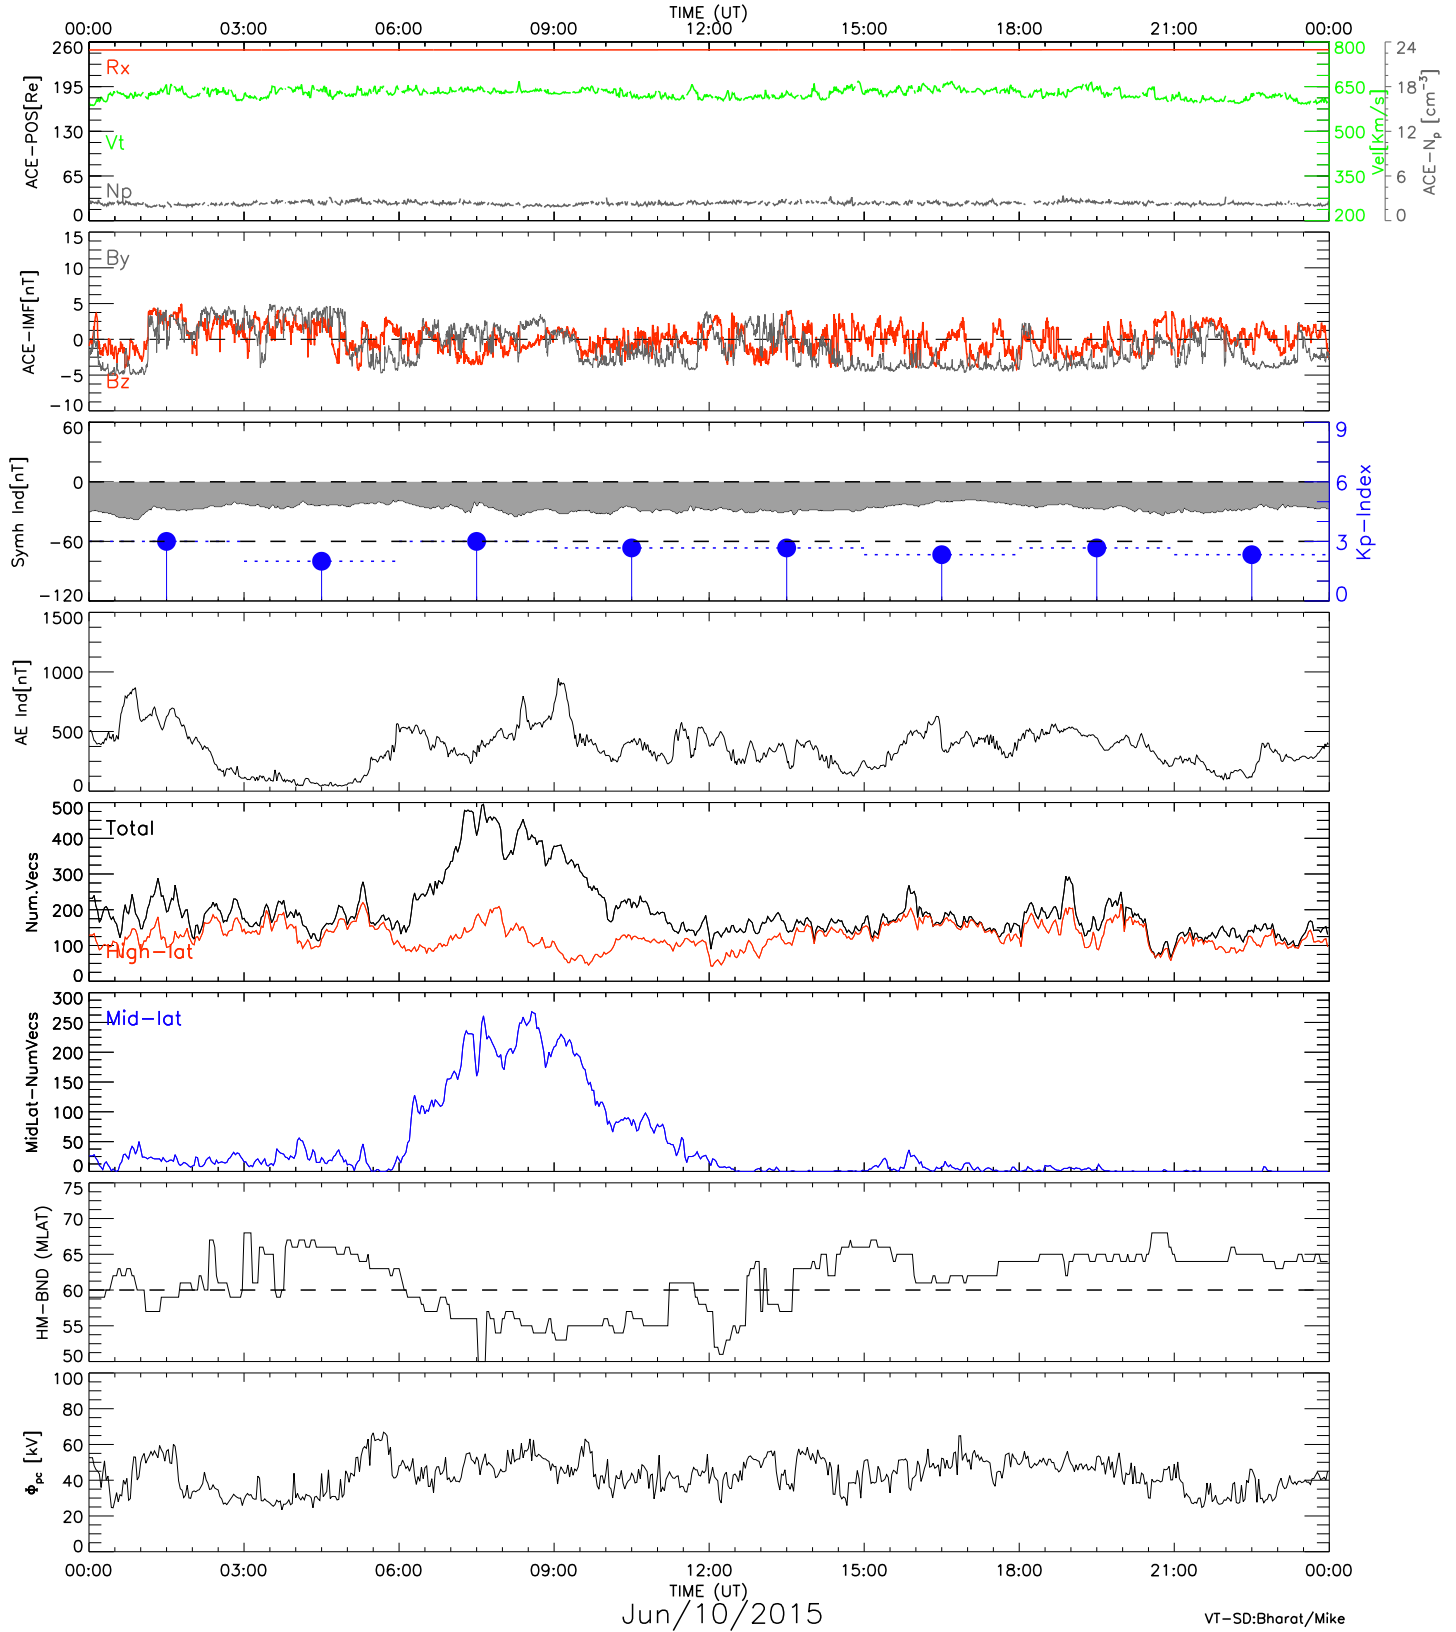 TIME (UT)
00:00 03:00 06:00 09:00 12:00 15:00 18:00 21:00 00:00
ACE-POS[Re]
260
195
130
65
0
Rx
Vt
Np
800
650
500
350
200
Vel[Km/s]
24
18
12
6
0
ACE-Np [cm-3]
ACE-IMF[nT]
15
10
5
0
-5
-10
By
Bz
Symh Ind[nT]
60
0
-60
-120
9
6
3
0
Kp-Index
AE Ind[nT]
1500
1000
500
0
Num.Vecs
500
400
300
200
100
0
Total
High-lat
MidLat-NumVecs
300
250
200
150
100
50
0
Mid-lat
HM-BND (MLAT)
75
70
65
60
55
50
Φpc [kV]
100
80
60
40
20
0
00:00 03:00 06:00 09:00 12:00 15:00 18:00 21:00 00:00
TIME (UT)
Jun/10/2015
VT-SD:Bharat/Mike